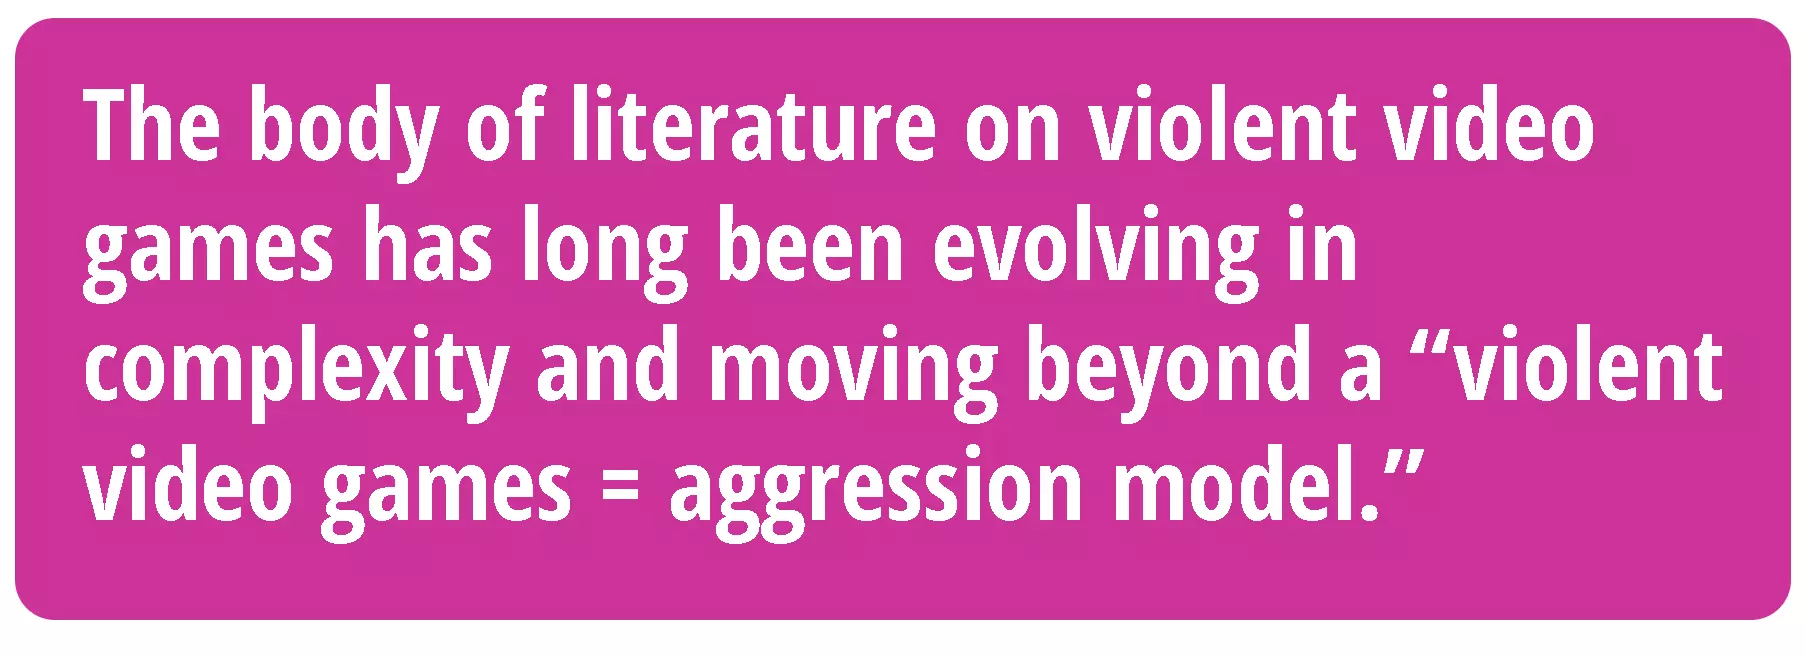 The body of literature on violent video
games has long been evolving in
complexity and moving beyond a “violent
video games = aggression model.”